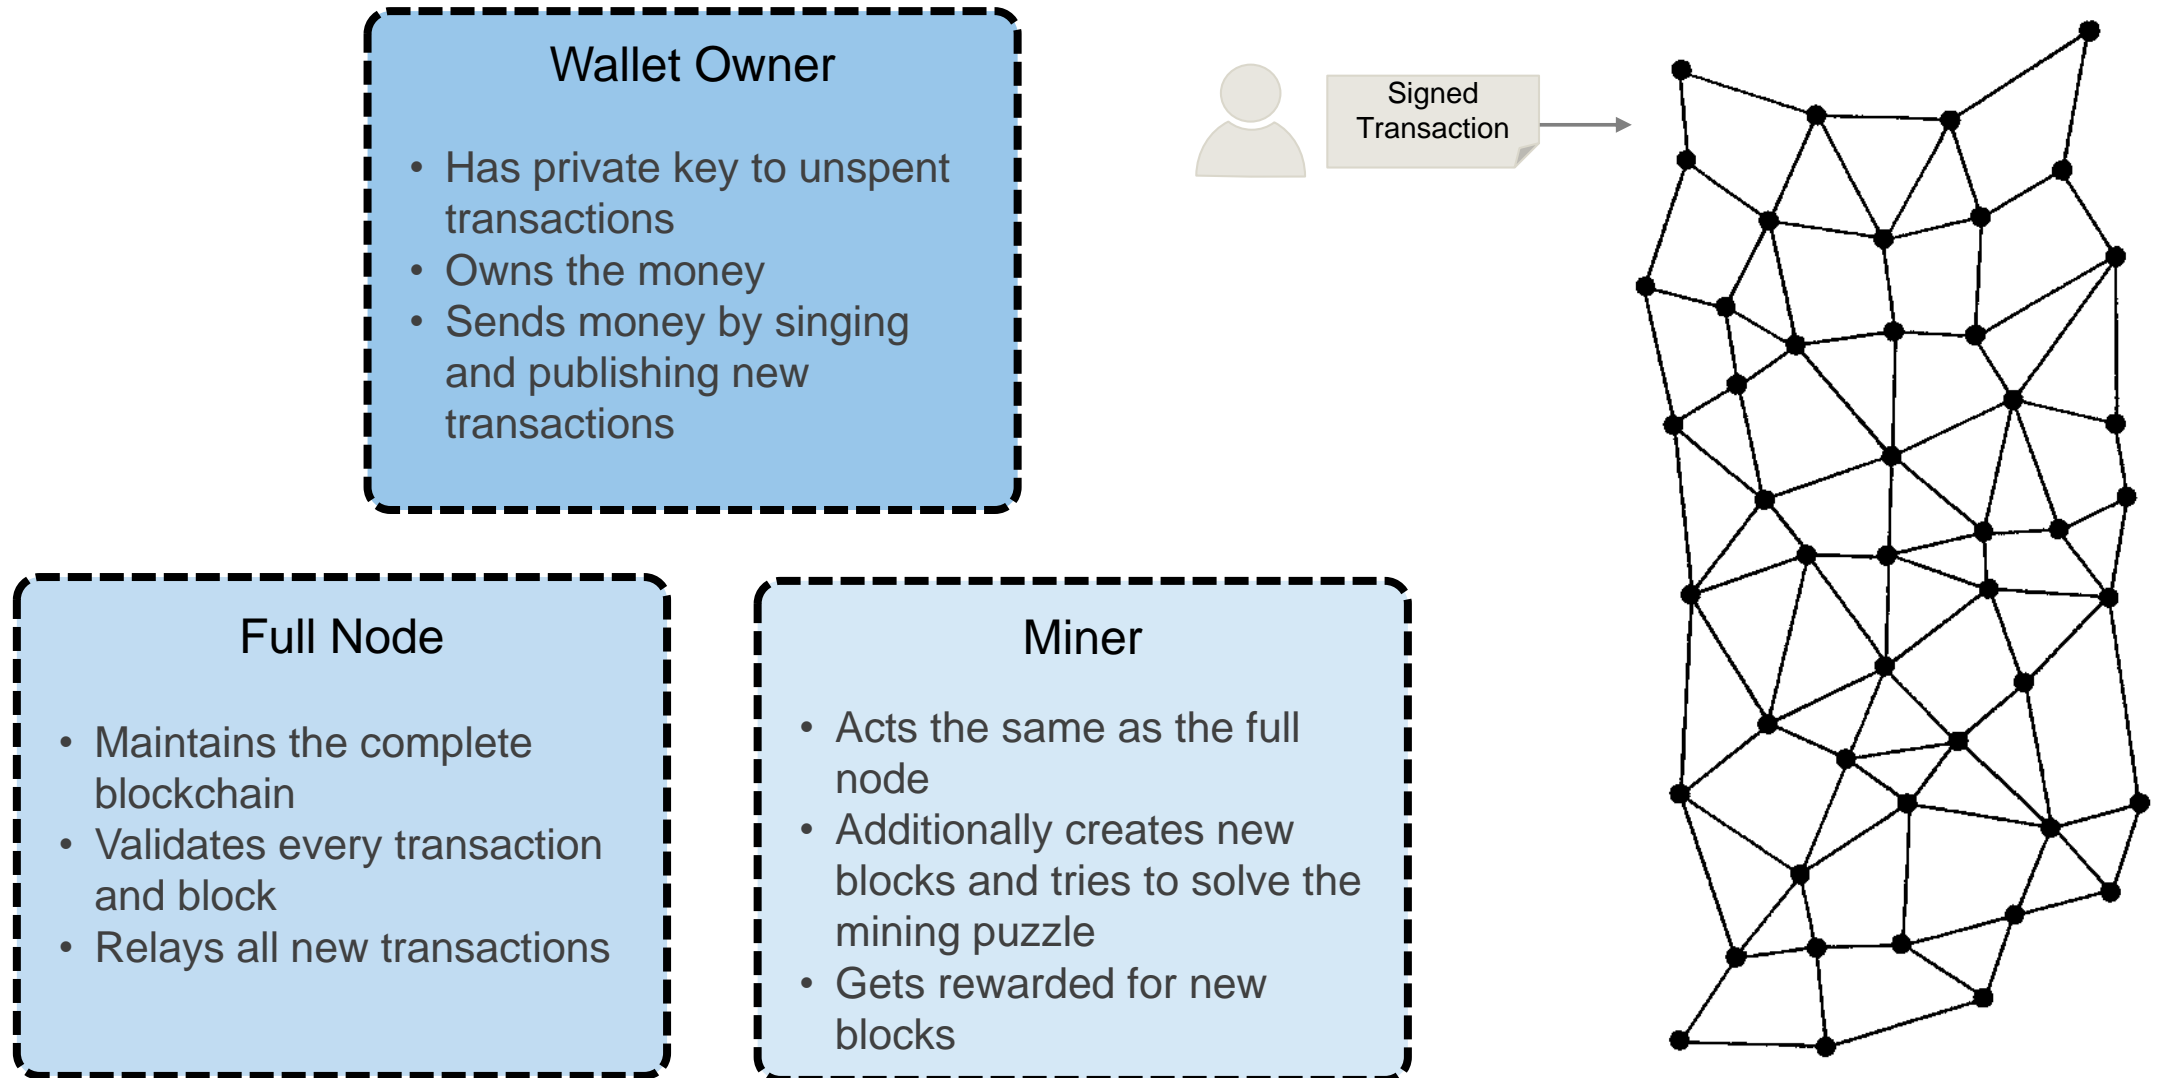 Wallet Owner
• Has private key to unspent
transactions
• Owns the money
• Sends money by singing
and publishing new
transactions
Signed
Transaction
Full Node
• Maintains the complete
blockchain
• Validates every transaction
and block
• Relays all new transactions
Miner
• Acts the same as the full
node
• Additionally creates new
blocks and tries to solve the
mining puzzle
• Gets rewarded for new
blocks